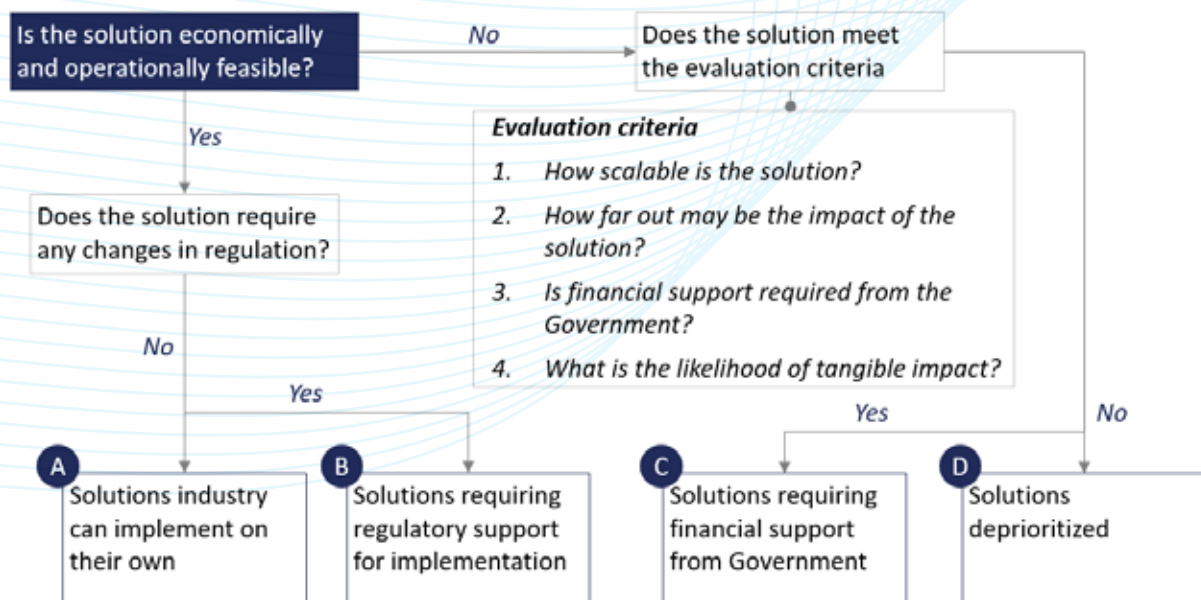 Is the solution economically
and operationally feasible?
No
Does the solution meet
the evaluation criteria
Yes
Evaluation criteria
1. How scalable is the solution?
2. How far out may be the impact of the
solution?
3. Is financial support required from the
Government?
4. What is the likelihood of tangible impact?
Does the solution require
any changes in regulation?
No
Yes
Yes
No
A
Solutions industry
can implement on
their own
B
Solutions requiring
regulatory support
for implementation
C
Solutions requiring
financial support
from Government
D
Solutions
deprioritized